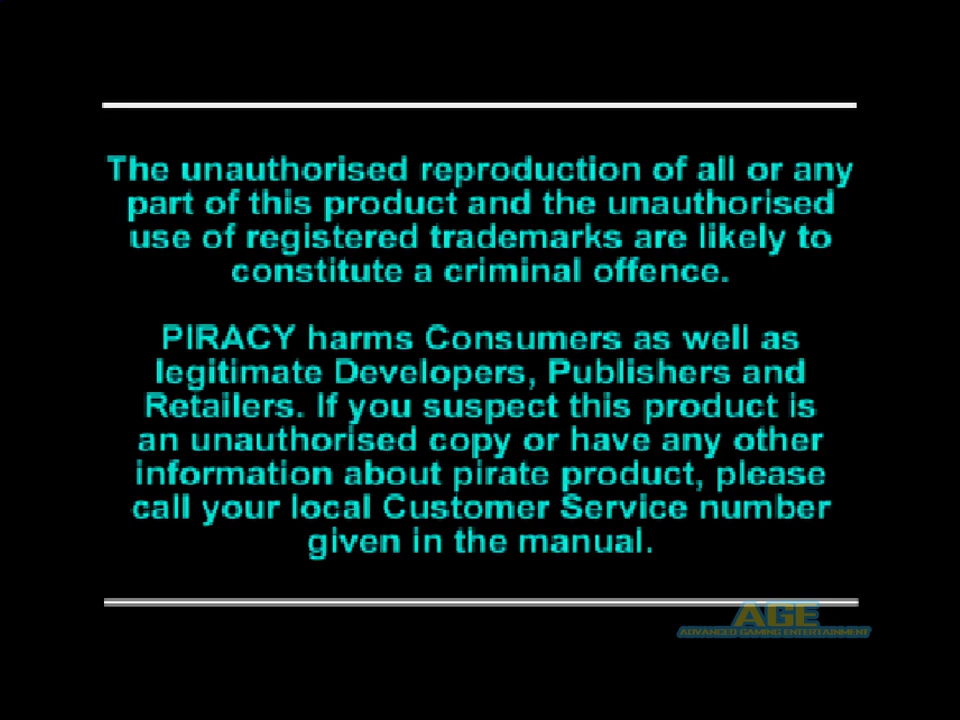 The unauthorised reproduction of all or any
part of this product and the unauthorised
use of registered trademarks are likely to
constitute a criminal offence.
PIRACY harms Consumers as well as
legitimate Developers, Publishers and
Retailers. If you suspect this product is
an unauthorised copy or have any other
information about pirate product, please
call your local Customer Service number
given in the manual.
AGE
ADVANCED GAMING ENTERTAINMENT